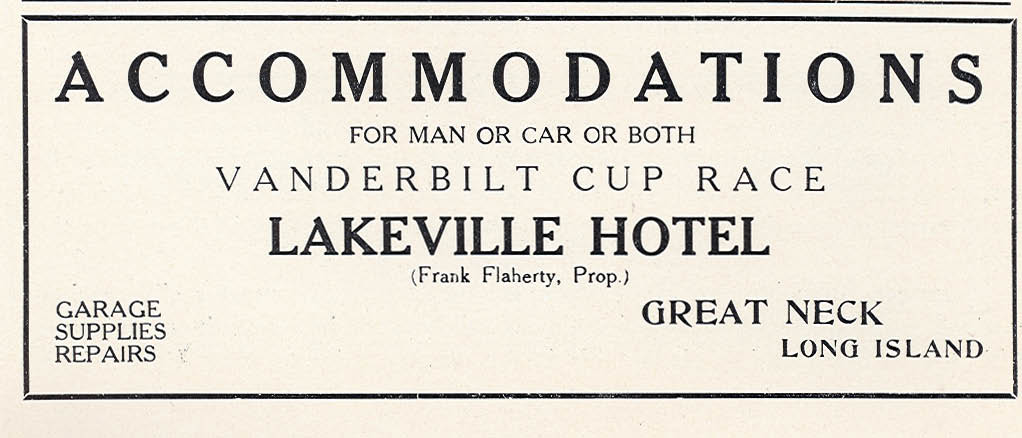 ACCOMMODATIONS
FOR MAN OR CAR OR BOTH
VANDERBILT CUP RACE
LAKEVILLE HOTEL
(Frank Flaherty, Prop.)
GARAGE
SUPPLIES
REPAIRS
GREAT NECK
LONG ISLAND